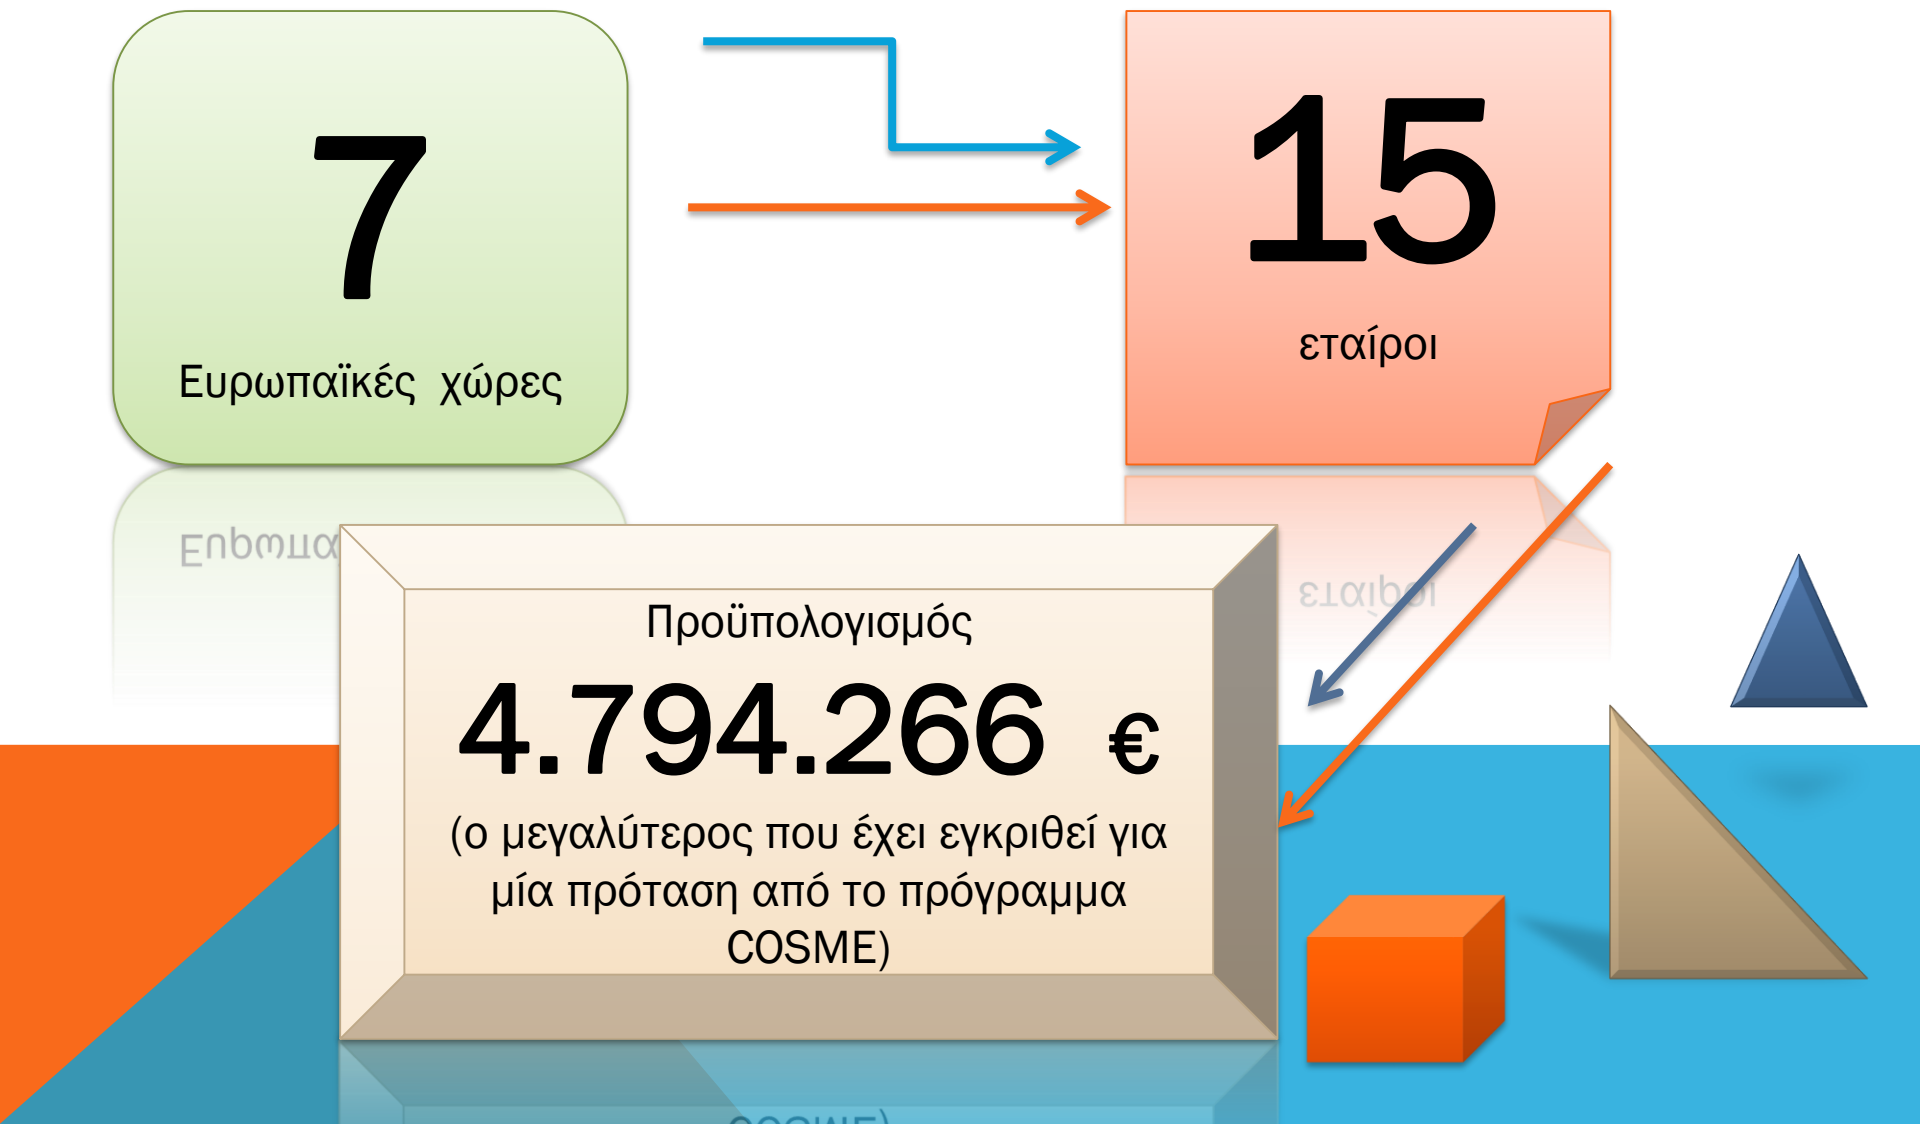 7
Ευρωπαϊκές χώρες
15
εταίροι
Προϋπολογισμός
4.794.266 €
(ο μεγαλύτερος που έχει εγκριθεί για
μία πρόταση από το πρόγραμμα
COSME)